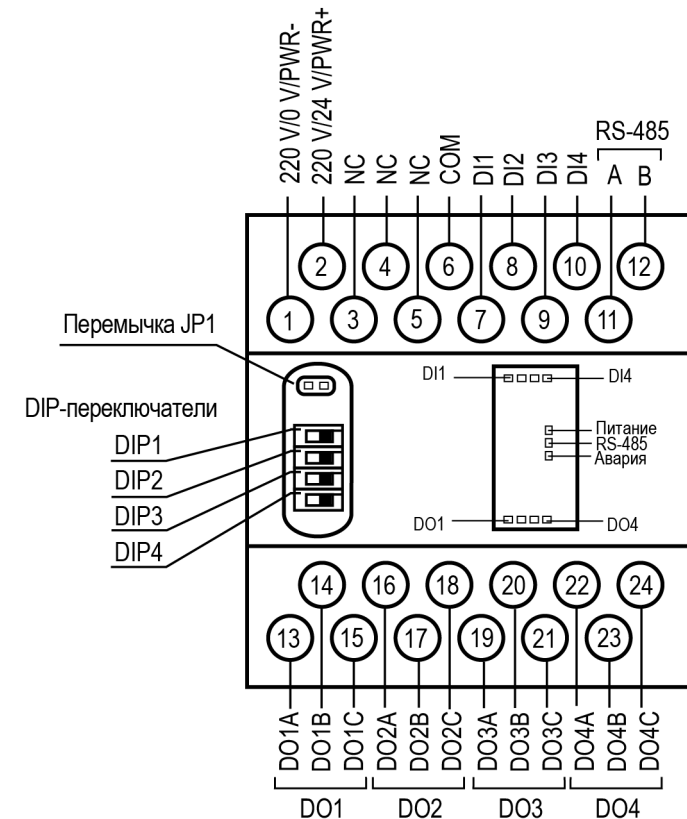 220 V/0 V/PWR-
220 V/24 V/PWR+
NC
NC
NC
COM
DI1
DI2
DI3
DI4
RS-485
A
B
2
4
6
8
10
12
1
3
5
7
9
11
Перемычка JP1
DI1
DI4
DIP-переключатели
Питание
RS-485
Авария
DIP1
DIP2
DIP3
DIP4
DO1
DO4
14
16
18
20
22
24
13
15
17
19
21
23
DO1A
DO1B
DO1C
DO2A
DO2B
DO2C
DO3A
DO3B
DO3C
DO4A
DO4B
DO4C
DO1
DO2
DO3
DO4